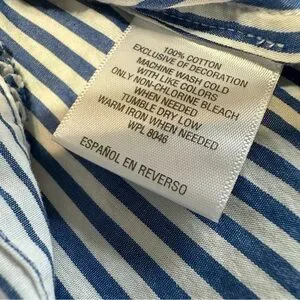 100% COTTON
EXCLUSIVE OF DECORATION
MACHINE WASH COLD
WITH LIKE COLORS
ONLY NON-CHLORINE BLEACH
WHEN NEEDED
TUMBLE DRY LOW
WARM IRON WHEN NEEDED
WPL 8046
ESPAÑOL EN REVERSO